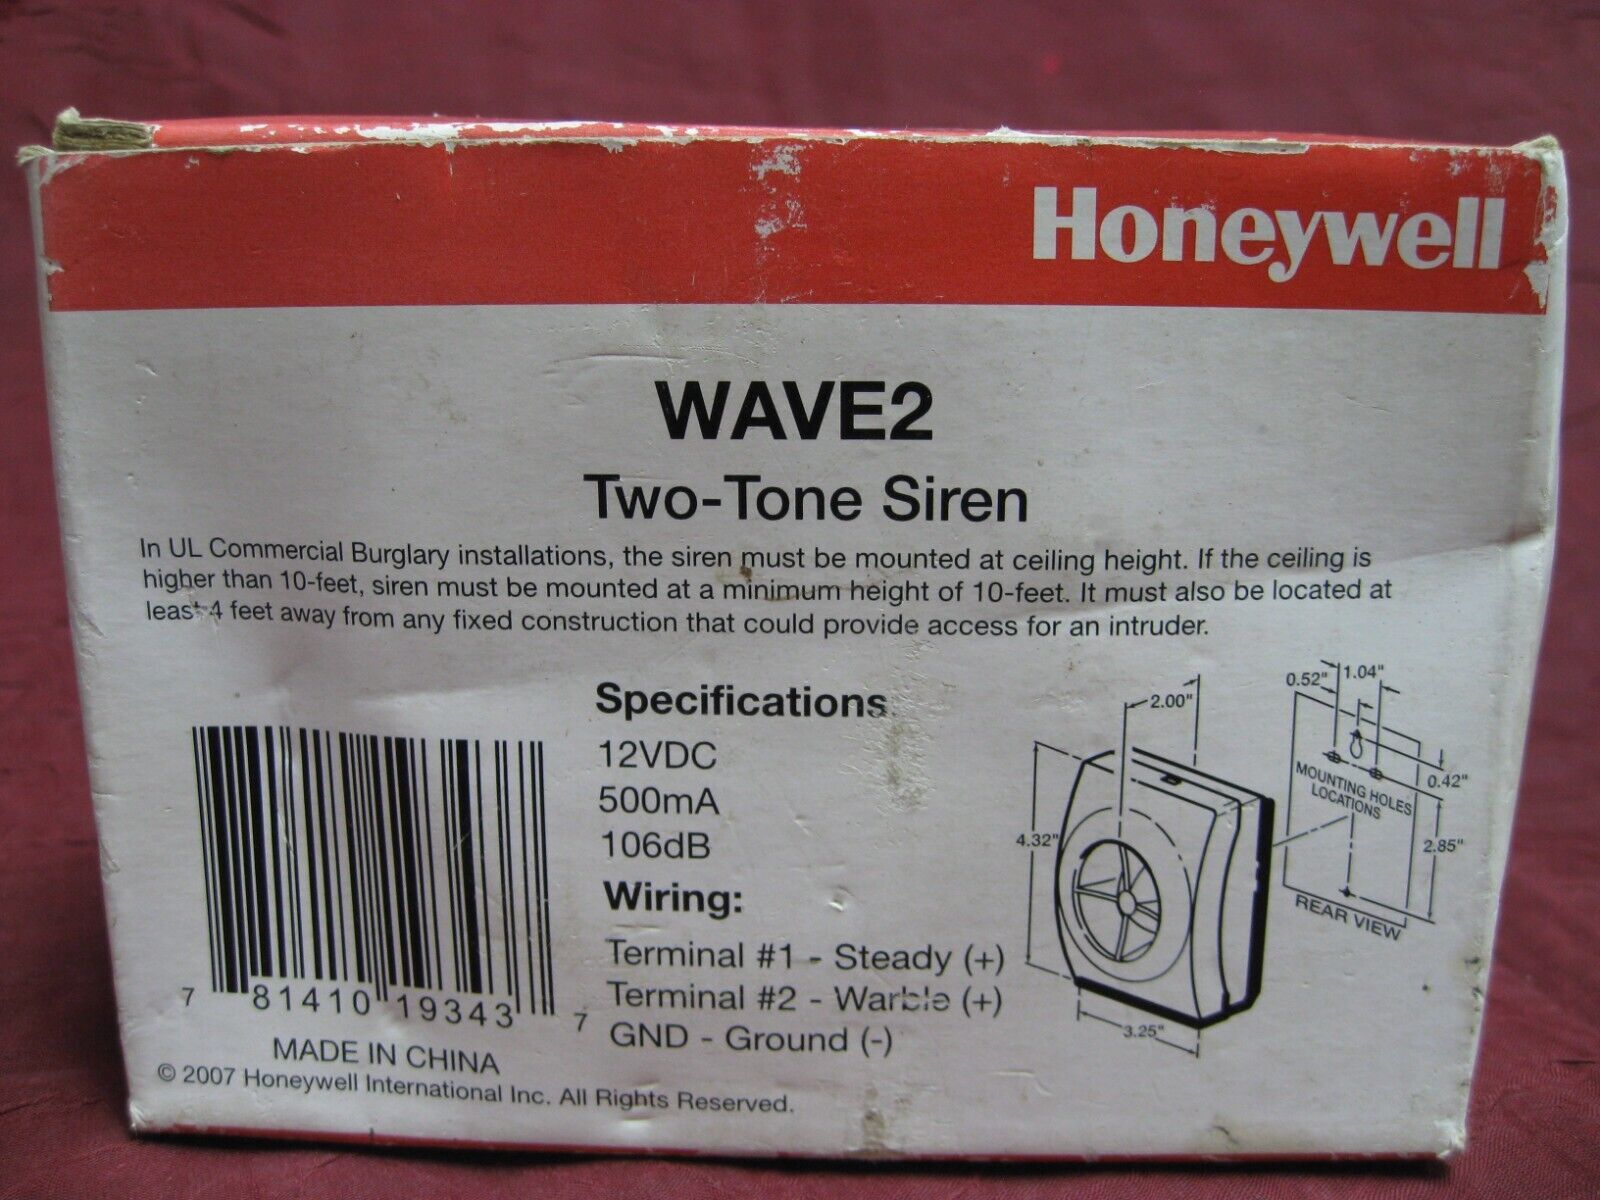 Honeywell
WAVE2
Two-Tone Siren
In UL Commercial Burglary installations, the siren must be mounted at ceiling height. If the ceiling is
higher than 10-feet, siren must be mounted at a minimum height of 10-feet. It must also be located at
least 4 feet away from any fixed construction that could provide access for an intruder.
Specifications
12VDC
500mA
106dB
Wiring:
Terminal #1 - Steady (+)
Terminal #2 - Warble (+)
GND - Ground (-)
7 81410 19343 7
MADE IN CHINA
© 2007 Honeywell International Inc. All Rights Reserved.
2.00"
4.32"
3.25"
0.52"
1.04"
0.42"
MOUNTING HOLES
LOCATIONS
2.85"
REAR VIEW